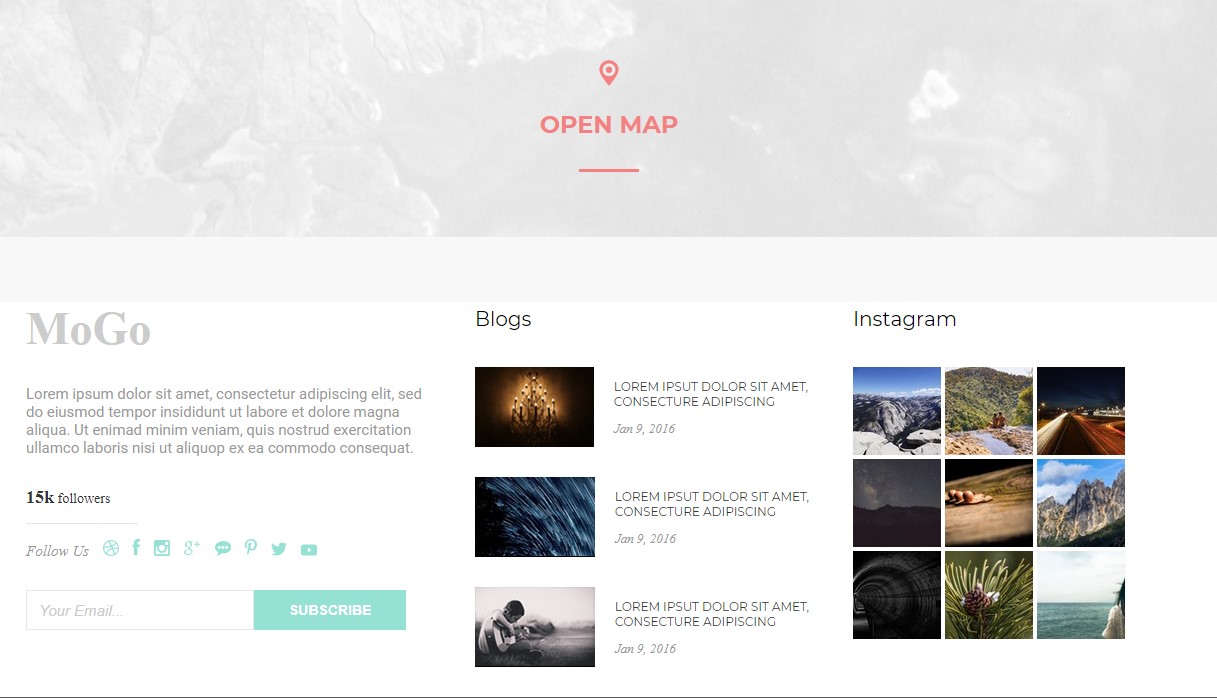 OPEN MAP
MoGo
Lorem ipsum dolor sit amet, consectetur adipiscing elit, sed
do eiusmod tempor insididunt ut labore et dolore magna
aliqua. Ut enimad minim veniam, quis nostrud exercitation
ullamco laboris nisi ut aliquop ex ea commodo consequat.
15k followers
Follow Us
Your Email...
SUBSCRIBE
Blogs
LOREM IPSUT DOLOR SIT AMET,
CONSECTURE ADIPISCING
Jan 9, 2016
LOREM IPSUT DOLOR SIT AMET,
CONSECTURE ADIPISCING
Jan 9, 2016
LOREM IPSUT DOLOR SIT AMET,
CONSECTURE ADIPISCING
Jan 9, 2016
Instagram